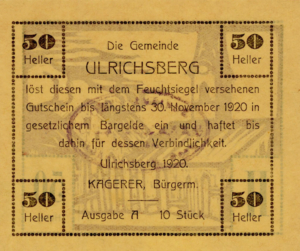 50 Heller
50 Heller
Die Gemeinde
ULRICHSBERG
löst diesen mit dem Feuchtsiegel versehenen
Gutschein bis längstens 30. November 1920 in
gesetzlichem Bargelde ein und haftet bis
dahin für dessen Verbindlichkeit.
Ulrichsberg 1920.
KAGERER, Bürgerm.
50 Heller
50 Heller
Ausgabe A 10 Stück